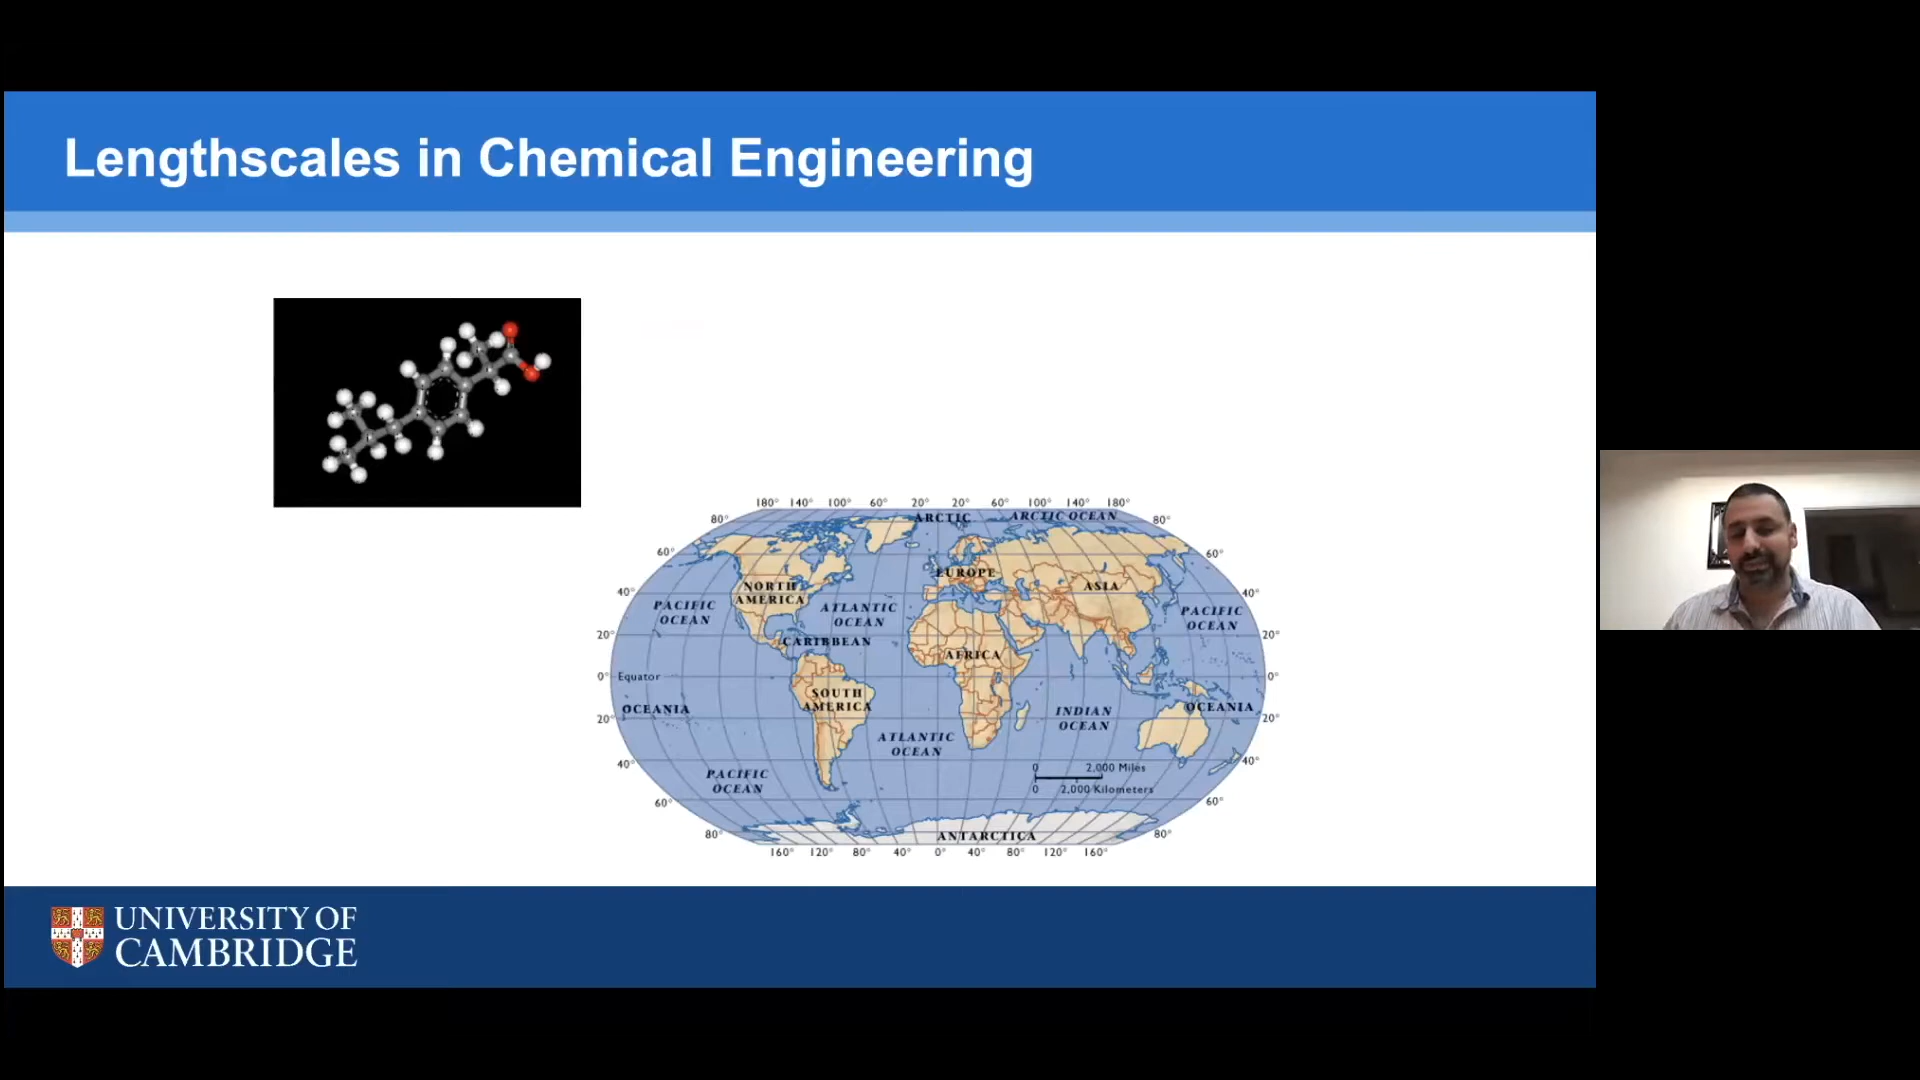 Lengthscales in Chemical Engineering
180° 140° 100° 60° 20° 20° 60° 100° 140° 180°
80° ARCTIC ARCTIC OCEAN 80°
60° 60°
EUROPE
NORTH ASIA
AMERICA
40° 40°
PACIFIC ATLANTIC PACIFIC
OCEAN OCEAN OCEAN
20° CARIBBEAN 20°
AFRICA
0° Equator 0°
SOUTH
AMERICA
OCEANIA INDIAN OCEANIA
20° OCEAN 20°
ATLANTIC
OCEAN
40° 40°
PACIFIC 0 2,000 Miles
OCEAN 0 2,000 Kilometers
60° 60°
80° ANTARCTICA 80°
160° 120° 80° 40° 0° 40° 80° 120° 160°
UNIVERSITY OF
CAMBRIDGE